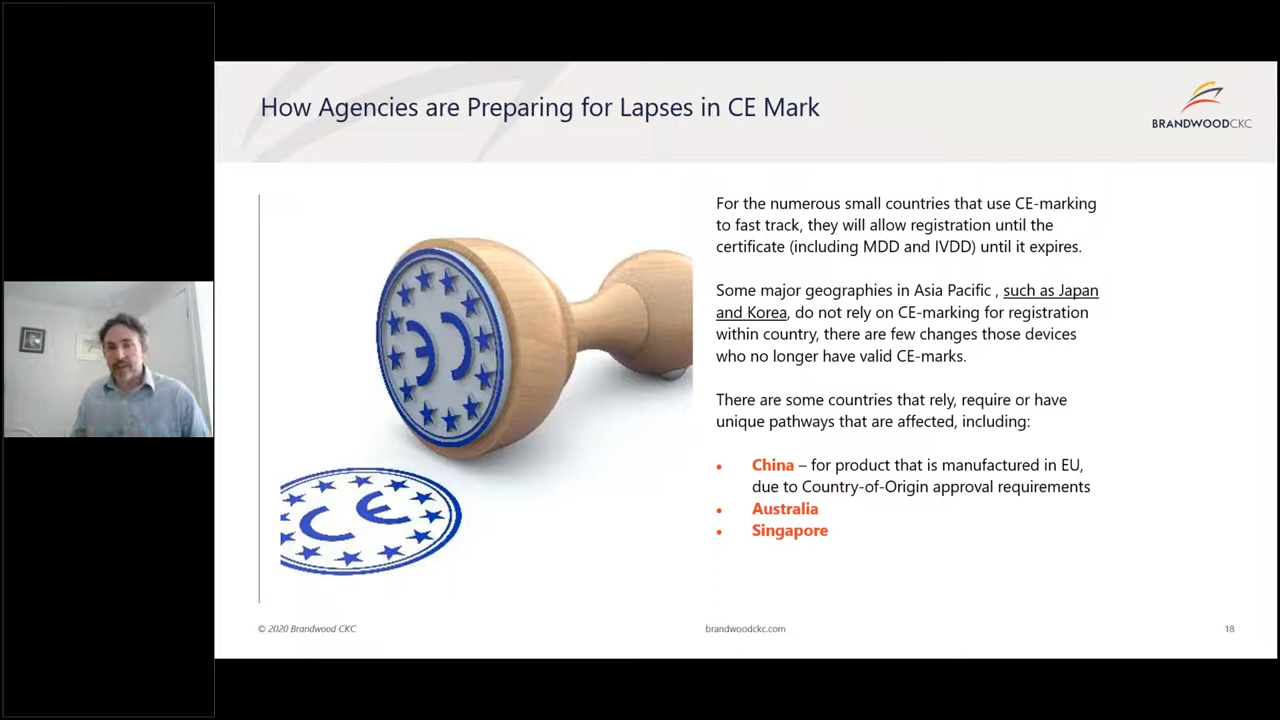 How Agencies are Preparing for Lapses in CE Mark
BRANDWOODCKC
For the numerous small countries that use CE-marking
to fast track, they will allow registration until the
certificate (including MDD and IVDD) until it expires.
Some major geographies in Asia Pacific , such as Japan
and Korea, do not rely on CE-marking for registration
within country, there are few changes those devices
who no longer have valid CE-marks.
There are some countries that rely, require or have
unique pathways that are affected, including:
• China – for product that is manufactured in EU,
due to Country-of-Origin approval requirements
• Australia
• Singapore
CE
CE
© 2020 Brandwood CKC
brandwoodckc.com
18